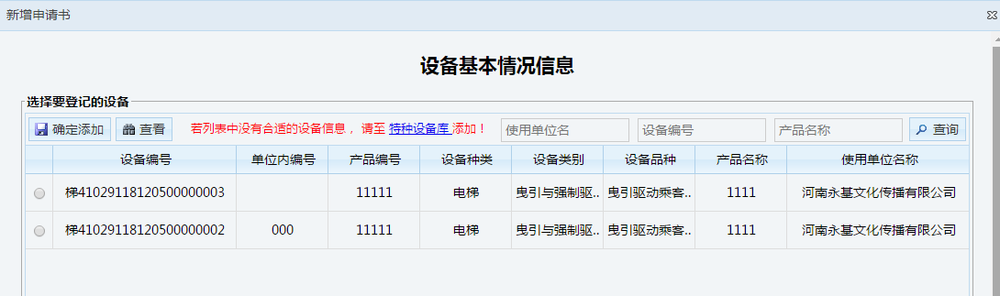 新增申请书
设备基本情况信息
选择要登记的设备
确定添加 查看 若列表中没有合适的设备信息，请至 特种设备库 添加！ 使用单位名 设备编号 产品名称 查询
设备编号 单位内编号 产品编号 设备种类 设备类别 设备品种 产品名称 使用单位名称
梯41029118120500000003 11111 电梯 曳引与强制驱.. 曳引驱动乘客.. 1111 河南永基文化传播有限公司
梯41029118120500000002 000 11111 电梯 曳引与强制驱.. 曳引驱动乘客.. 1111 河南永基文化传播有限公司